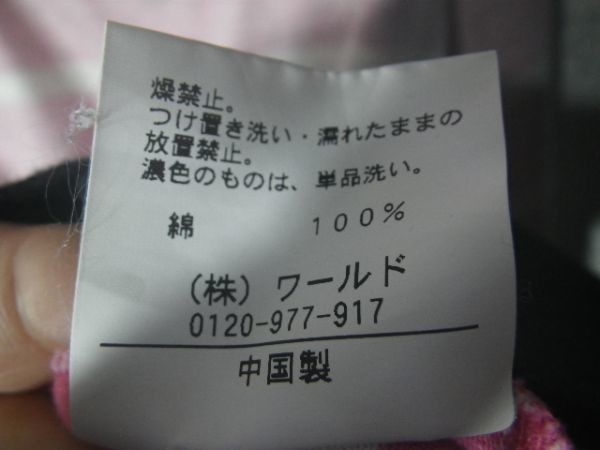 燥禁止。
つけ置き洗い・濡れたままの
放置禁止。
濃色のものは、単品洗い。
綿 100%
(株)ワールド
0120-977-917
中国製